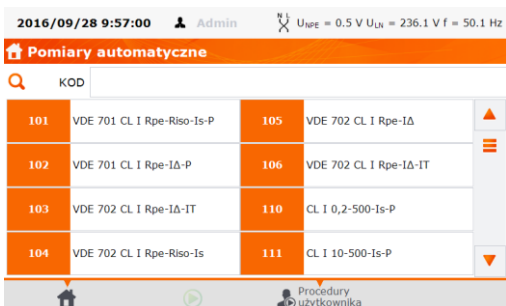 2016/09/28 9:57:00 Admin N L UNPE = 0.5 V ULN = 236.1 V f = 50.1 Hz
Pomiary automatyczne
KOD
101 VDE 701 CL I Rpe-Riso-Is-P 105 VDE 702 CL I Rpe-IΔ
102 VDE 701 CL I Rpe-IΔ-P 106 VDE 702 CL I Rpe-IΔ-IT
103 VDE 702 CL I Rpe-IΔ-IT 110 CL I 0,2-500-Is-P
104 VDE 702 CL I Rpe-Riso-Is 111 CL I 10-500-Is-P
Procedury
użytkownika